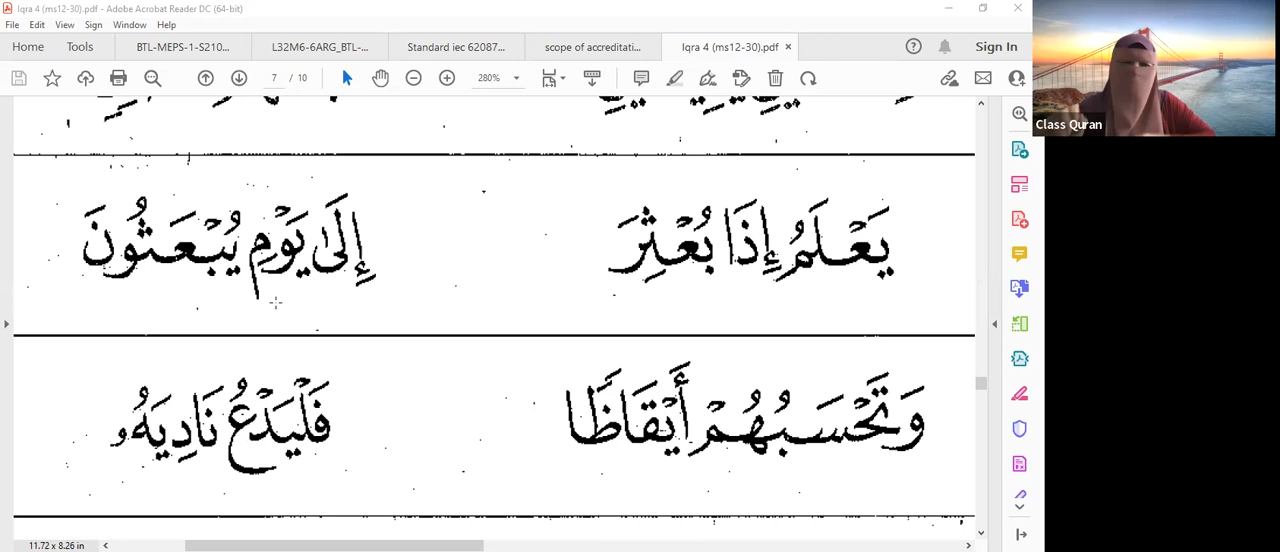 Iqra 4 (ms12-30).pdf - Adobe Acrobat Reader DC (64-bit)
File Edit View Sign Window Help
Home Tools BTL-MEPS-1-S210... L32M6-6ARG_BTL-... Standard iec 62087... scope of accreditati... Iqra 4 (ms12-30).pdf × Sign In
7 / 10 280%
Class Quran
يَعْلَمُ إِذَا بُعْثِرَ إِلَىٰ يَوْمِ يُبْعَثُونَ
وَتَحْسَبُهُمْ أَيْقَاظًا فَلْيَدْعُ نَادِيَهُۥ
11.72 x 8.26 in